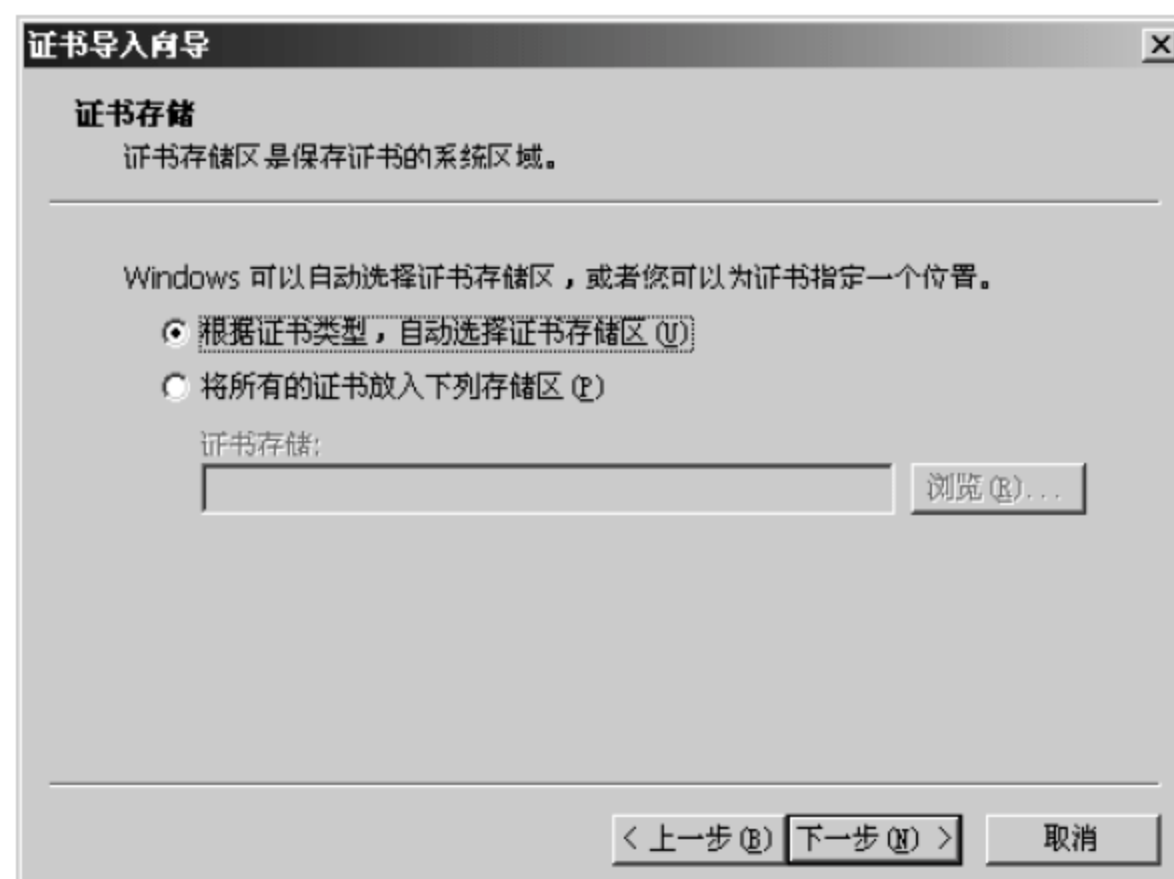 证书导入向导
证书存储
证书存储区是保存证书的系统区域。
Windows 可以自动选择证书存储区，或者您可以为证书指定一个位置。
根据证书类型，自动选择证书存储区(U)
将所有的证书放入下列存储区(P)
证书存储:
浏览(R)...
< 上一步(B) 下一步(N) > 取消